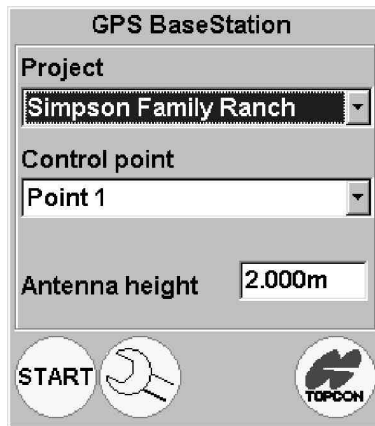 GPS BaseStation
Project
Simpson Family Ranch
Control point
Point 1
Antenna height
2.000m
START
TOPCON